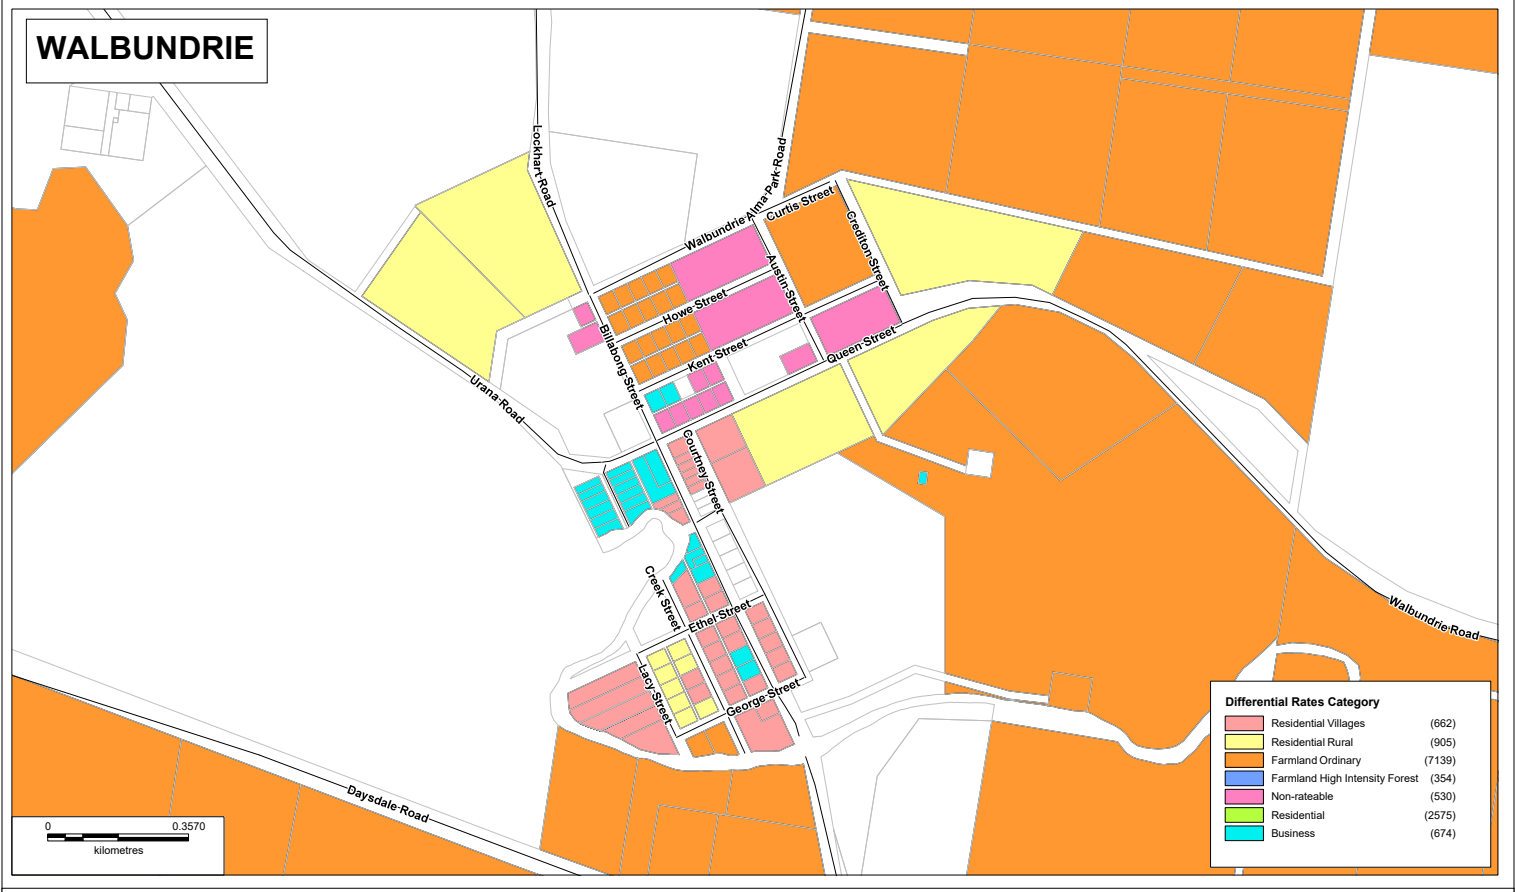 WALBUNDRIE
Lockhart Road
Walbundrie Alma Park Road
Curtis Street
Crediton Street
Austin Street
Howe Street
Kent Street
Queen Street
Billabong Street
Urana Road
Courtney Street
Creek Street
Ethel Street
Lacy Street
George Street
Walbundrie Road
Daysdale Road
0 0.3570
kilometres
Differential Rates Category
Residential Villages (662)
Residential Rural (905)
Farmland Ordinary (7139)
Farmland High Intensity Forest (354)
Non-rateable (530)
Residential (2575)
Business (674)